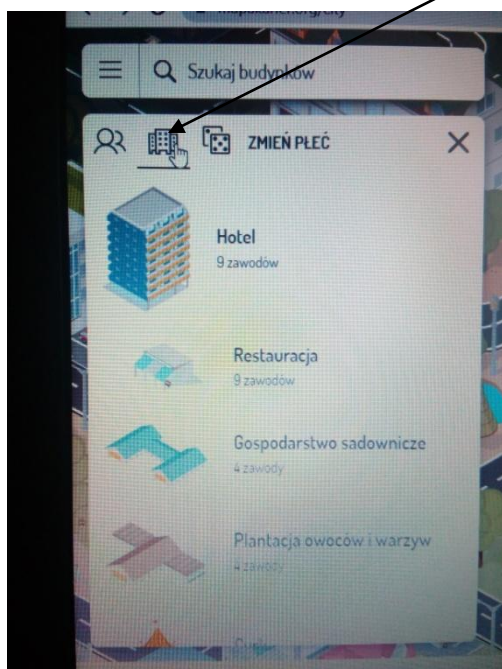 Szukaj budynków
ZMIEŃ PŁEĆ
Hotel
9 zawodów
Restauracja
9 zawodów
Gospodarstwo sadownicze
4 zawody
Plantacja owoców i warzyw
4 zawody